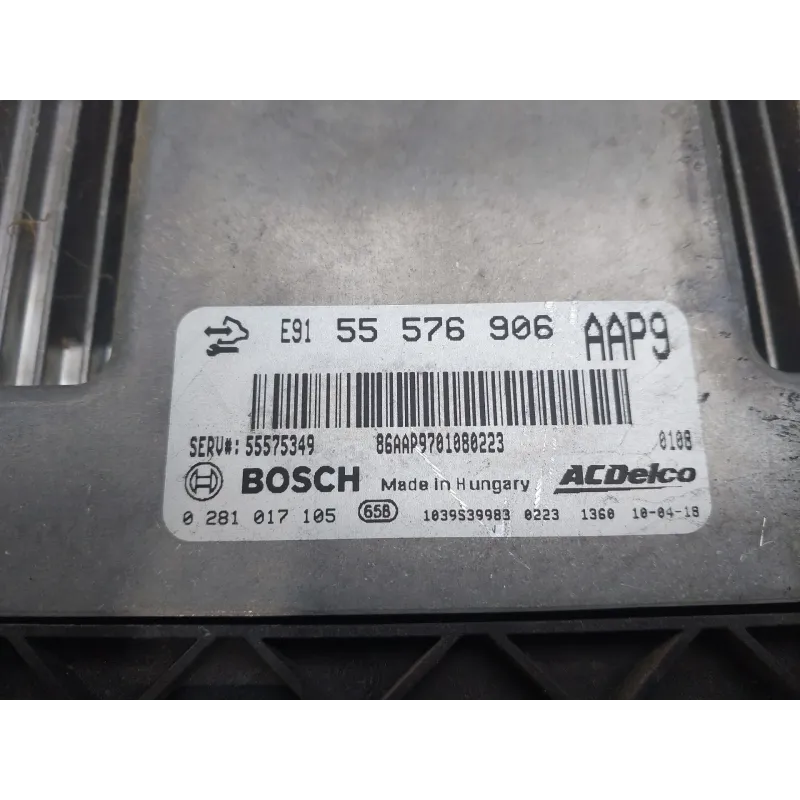 E91 55 576 906 AAP9
SERV#: 55575349 86AAP9701080223 0108
BOSCH Made in Hungary ACDelco
0 281 017 105 65B 1039S39983 0223 1360 10-04-18